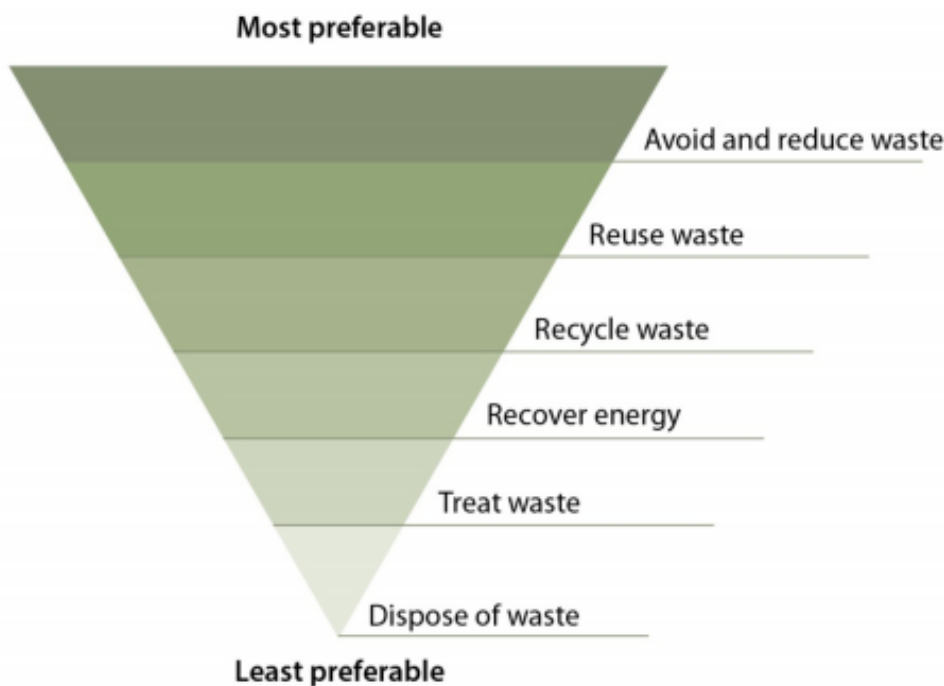 Most preferable
Avoid and reduce waste
Reuse waste
Recycle waste
Recover energy
Treat waste
Dispose of waste
Least preferable